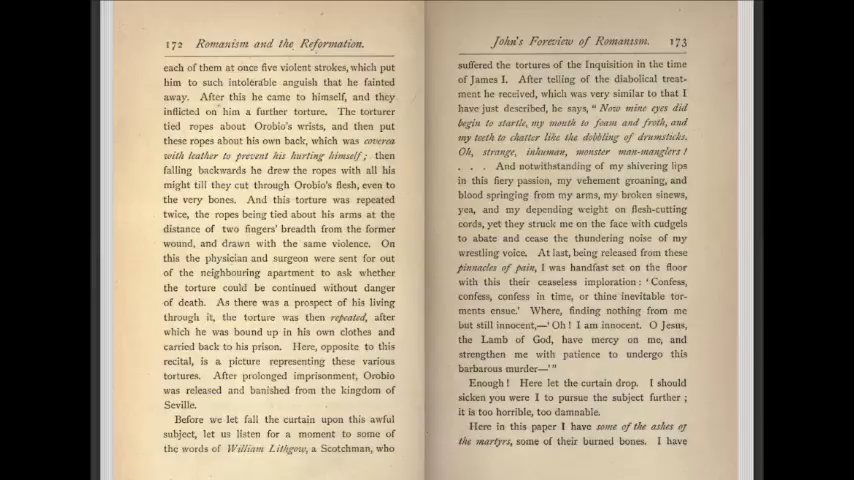 172 Romanism and the Reformation.
each of them at once five violent strokes, which put
him to such intolerable anguish that he fainted
away. After this he came to himself, and they
inflicted on him a further torture. The torturer
tied ropes about Orobio's wrists, and then put
these ropes about his own back, which was covered
with leather to prevent his hurting himself; then
falling backwards he drew the ropes with all his
might till they cut through Orobio's flesh, even to
the very bones. And this torture was repeated
twice, the ropes being tied about his arms at the
distance of two fingers' breadth from the former
wound, and drawn with the same violence. On
this the physician and surgeon were sent for out
of the neighbouring apartment to ask whether
the torture could be continued without danger
of death. As there was a prospect of his living
through it, the torture was then repeated, after
which he was bound up in his own clothes and
carried back to his prison. Here, opposite to this
recital, is a picture representing these various
tortures. After prolonged imprisonment, Orobio
was released and banished from the kingdom of
Seville.
Before we let fall the curtain upon this awful
subject, let us listen for a moment to some of
the words of William Lithgow, a Scotchman, who
John's Foreview of Romanism. 173
suffered the tortures of the Inquisition in the time
of James I. After telling of the diabolical treat-
ment he received, which was very similar to that I
have just described, he says, "Now mine eyes did
begin to startle, my mouth to foam and froth, and
my teeth to chatter like the dobbling of drumsticks.
Oh, strange, inhuman, monster man-manglers!
. . . And notwithstanding of my shivering lips
in this fiery passion, my vehement groaning, and
blood springing from my arms, my broken sinews,
yea, and my depending weight on flesh-cutting
cords, yet they struck me on the face with cudgels
to abate and cease the thundering noise of my
wrestling voice. At last, being released from these
pinnacles of pain, I was handfast set on the floor
with this their ceaseless imploration: 'Confess,
confess, confess in time, or thine inevitable tor-
ments ensue.' Where, finding nothing from me
but still innocent,—'Oh! I am innocent. O Jesus,
the Lamb of God, have mercy on me, and
strengthen me with patience to undergo this
barbarous murder—'"
Enough! Here let the curtain drop. I should
sicken you were I to pursue the subject further;
it is too horrible, too damnable.
Here in this paper I have some of the ashes of
the martyrs, some of their burned bones. I have